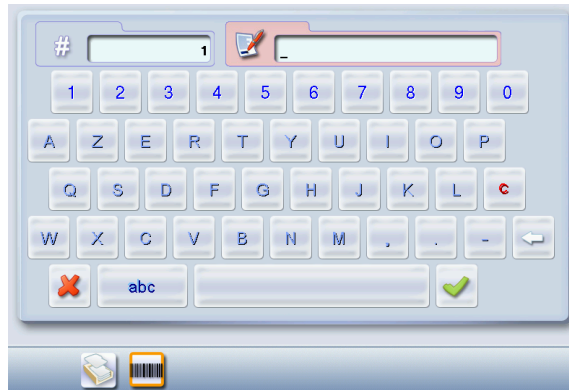 # 1 _
1 2 3 4 5 6 7 8 9 0
A Z E R T Y U I O P
Q S D F G H J K L C
W X C V B N M , . -
abc